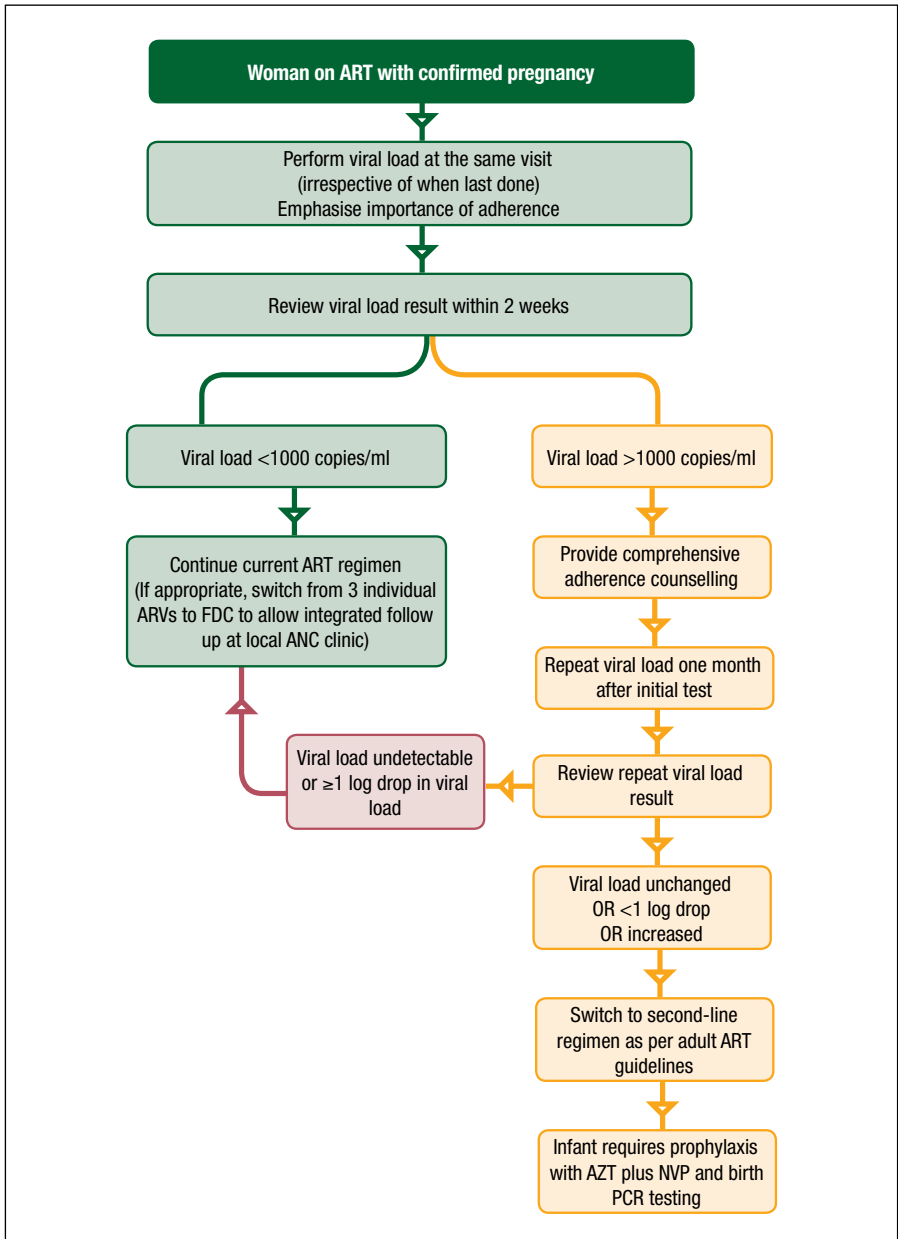 Woman on ART with confirmed pregnancy
Perform viral load at the same visit
(irrespective of when last done)
Emphasise importance of adherence
Review viral load result within 2 weeks
Viral load <1000 copies/ml
Continue current ART regimen
(If appropriate, switch from 3 individual
ARVs to FDC to allow integrated follow
up at local ANC clinic)
Viral load >1000 copies/ml
Provide comprehensive
adherence counselling
Repeat viral load one month
after initial test
Review repeat viral load
result
Viral load undetectable
or ≥1 log drop in viral
load
Viral load unchanged
OR <1 log drop
OR increased
Switch to second-line
regimen as per adult ART
guidelines
Infant requires prophylaxis
with AZT plus NVP and birth
PCR testing